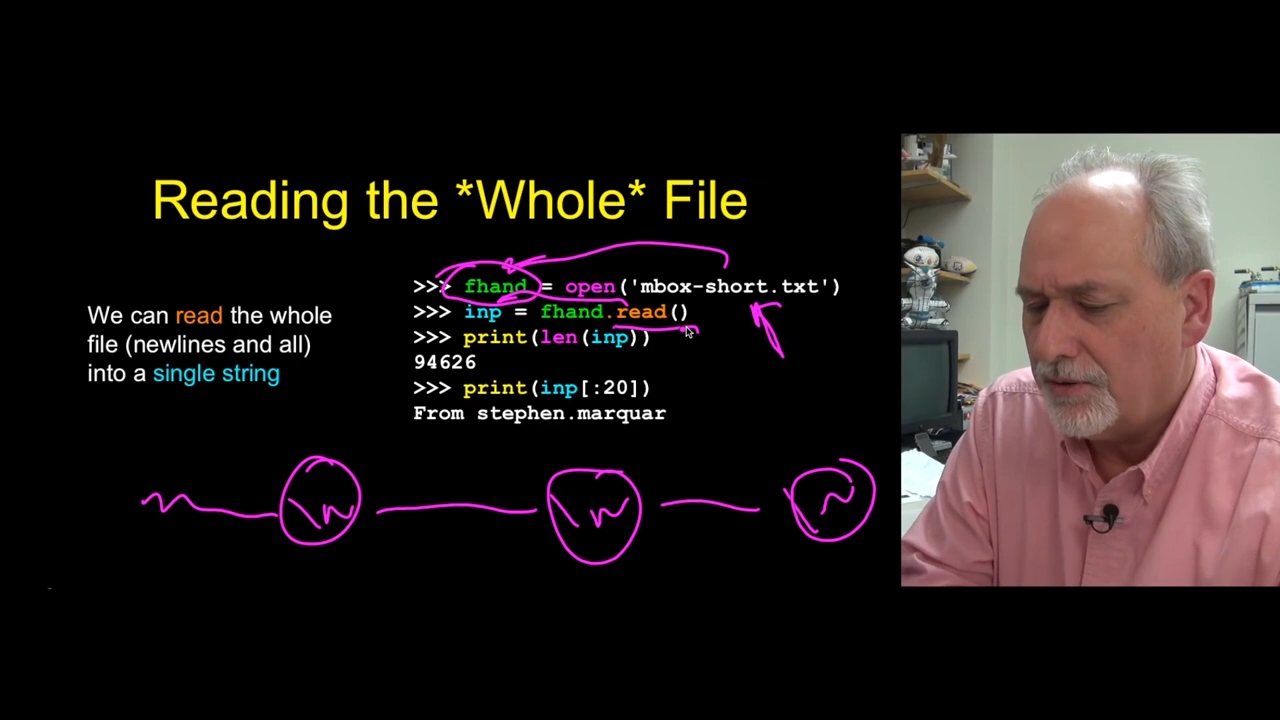 Reading the *Whole* File
We can read the whole
file (newlines and all)
into a single string
>>> fhand = open('mbox-short.txt')
>>> inp = fhand.read()
>>> print(len(inp))
94626
>>> print(inp[:20])
From stephen.marquar
\n \n \n